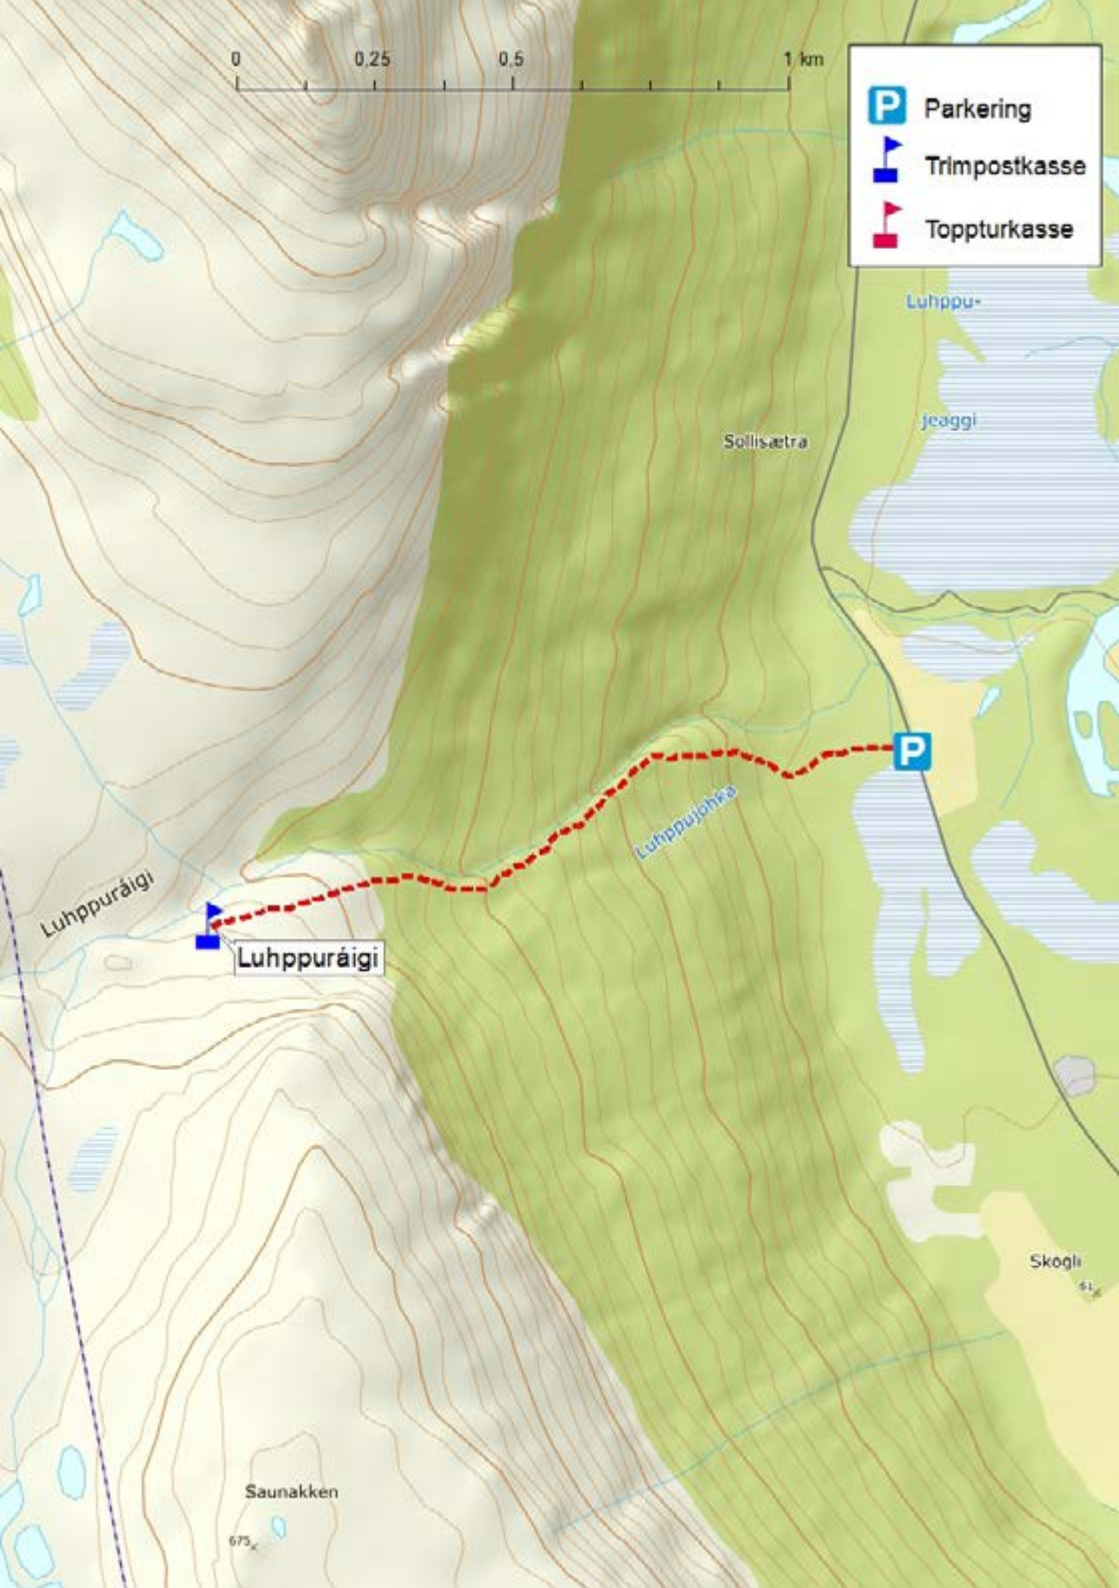 0 0,25 0,5 1 km
Parkering
Trimpostkasse
Toppturkasse
Luhppu-
jeaggi
Sollisætra
Luhppujohka
Luhppuráigi
Luhppuráigi
Skogli
61
Saunakken
675